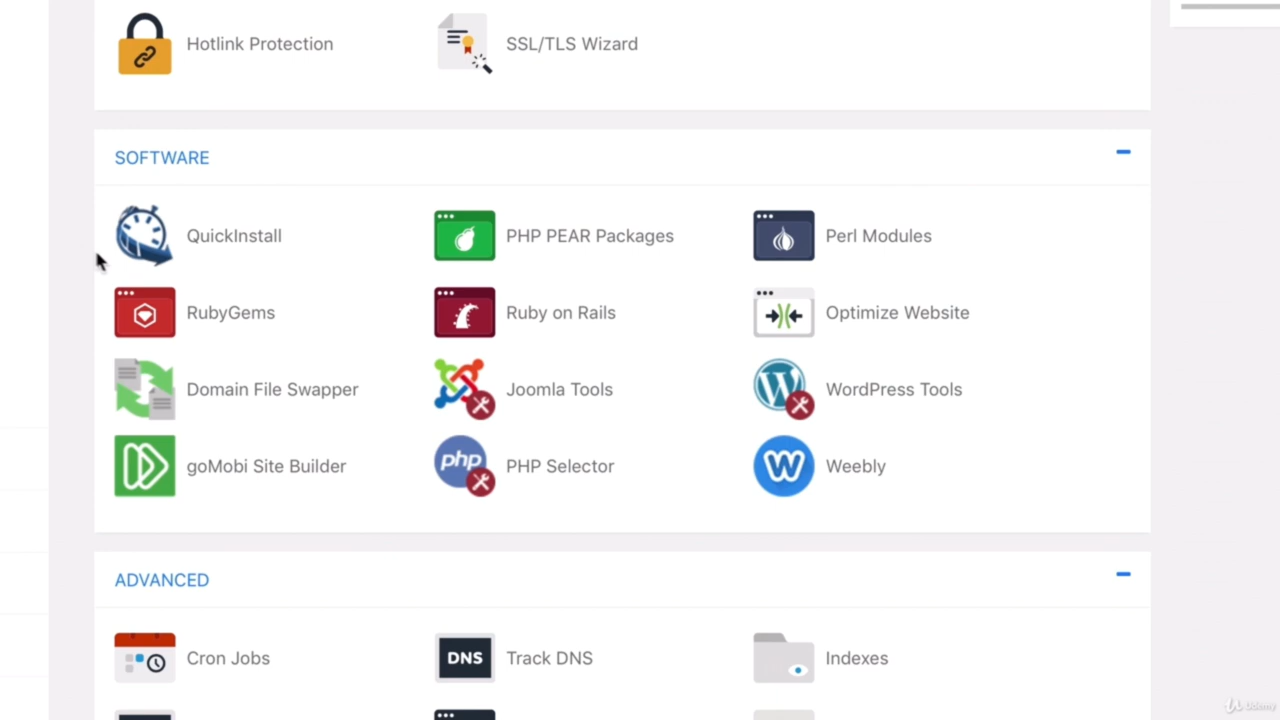 Hotlink Protection
SSL/TLS Wizard
SOFTWARE
QuickInstall
PHP PEAR Packages
Perl Modules
RubyGems
Ruby on Rails
Optimize Website
Domain File Swapper
Joomla Tools
WordPress Tools
goMobi Site Builder
php
PHP Selector
Weebly
ADVANCED
Cron Jobs
DNS
Track DNS
Indexes
Udemy